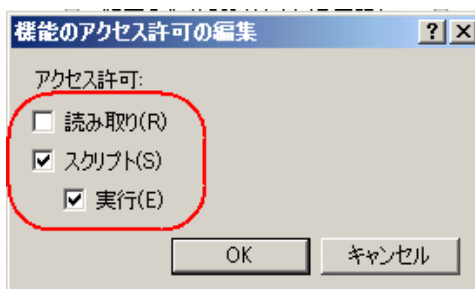 機能のアクセス許可の編集
アクセス許可:
読み取り(R)
スクリプト(S)
実行(E)
OK キャンセル